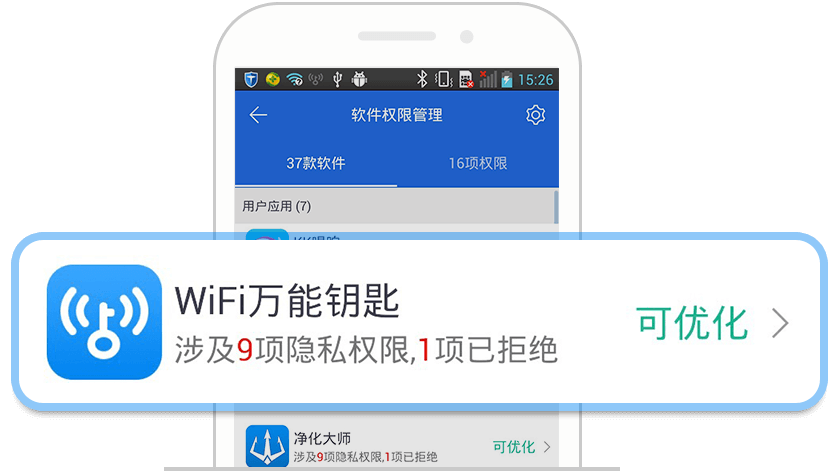 15:26
软件权限管理
37款软件
16项权限
用户应用 (7)
WiFi万能钥匙
涉及9项隐私权限,1项已拒绝
可优化
净化大师
涉及9项隐私权限,1项已拒绝
可优化